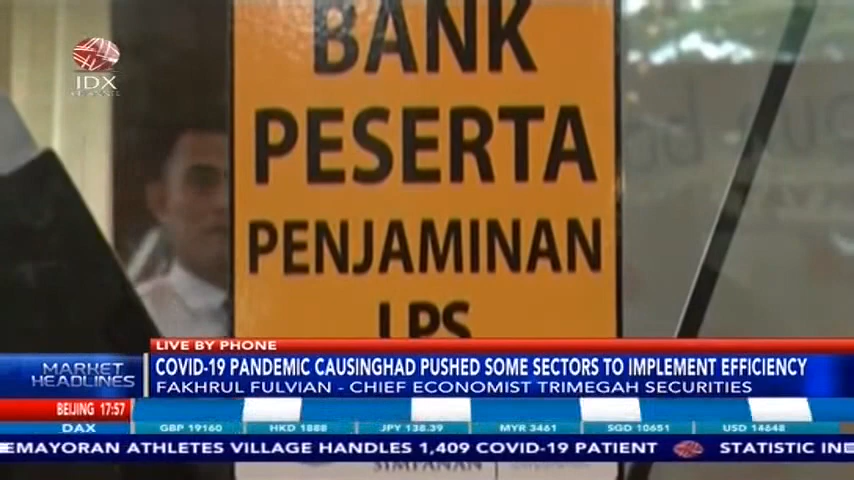 BANK
PESERTA
PENJAMINAN
LPS
IDX
LIVE BY PHONE
MARKET HEADLINES
COVID-19 PANDEMIC CAUSINGHAD PUSHED SOME SECTORS TO IMPLEMENT EFFICIENCY
FAKHRUL FULVIAN - CHIEF ECONOMIST TRIMEGAH SECURITIES
BEIJING 17:57
DAX GBP 19160 HKD 1888 JPY 138.39 MYR 3461 SGD 10651 USD 14648
EMAYORAN ATHLETES VILLAGE HANDLES 1,409 COVID-19 PATIENT STATISTIC INE
SIMPANAN